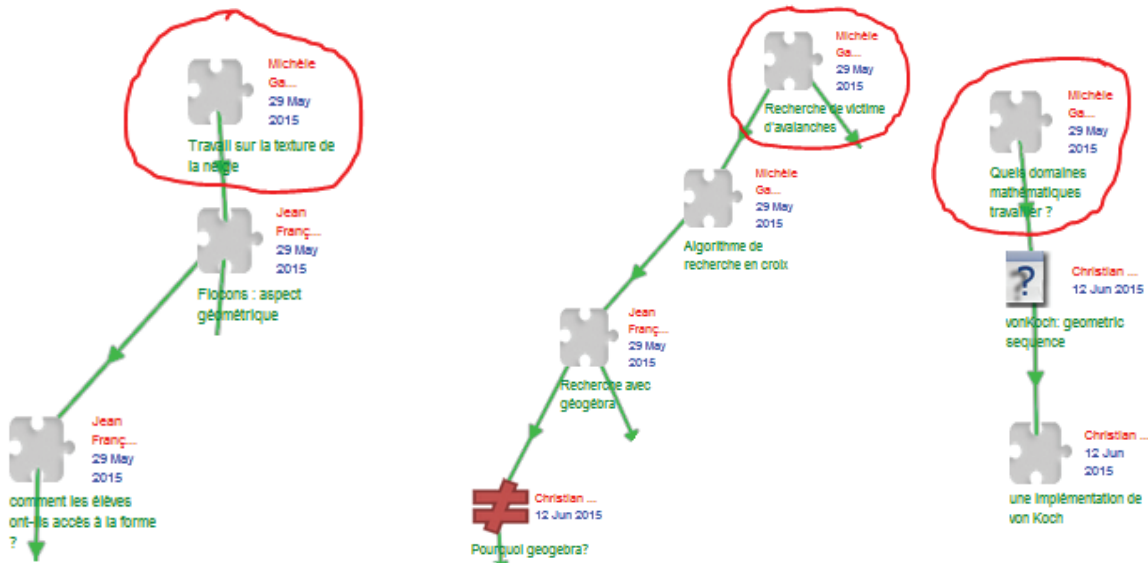 Michèle
Ga...
29 May
2015
Travail sur la texture de
la neige
Jean
Franç...
29 May
2015
Flocons : aspect
géométrique
Jean
Franç...
29 May
2015
comment les élèves
ont-ils accès à la forme
?
Michèle
Ga...
29 May
2015
Recherche de victime
d'avalanches
Michèle
Ga...
29 May
2015
Algorithme de
recherche en croix
Jean
Franç...
29 May
2015
Recherche avec
géogébra
Christian ...
12 Jun 2015
Pourquoi geogebra?
Michèle
Ga...
29 May
2015
Quels domaines
mathématiques
travailler ?
?
Christian ...
12 Jun 2015
vonKoch: geometric
sequence
Christian ...
12 Jun
2015
une implémentation de
von Koch